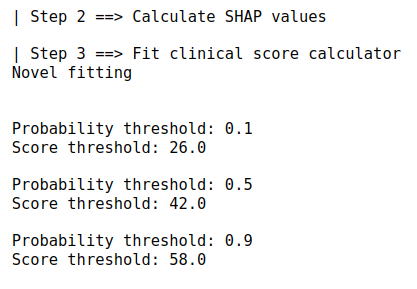 | Step 2 ==> Calculate SHAP values
| Step 3 ==> Fit clinical score calculator
Novel fitting
Probability threshold: 0.1
Score threshold: 26.0
Probability threshold: 0.5
Score threshold: 42.0
Probability threshold: 0.9
Score threshold: 58.0